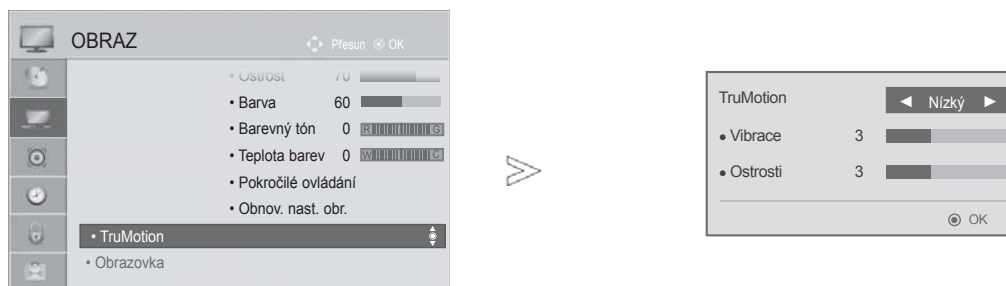 OBRAZ Přesun OK
• Ostrost 70
• Barva 60
• Barevný tón 0 R G
• Teplota barev 0 W C
• Pokročilé ovládání
• Obnov. nast. obr.
• TruMotion
• Obrazovka
TruMotion ◄ Nízký ►
• Vibrace 3
• Ostrosti 3
OK